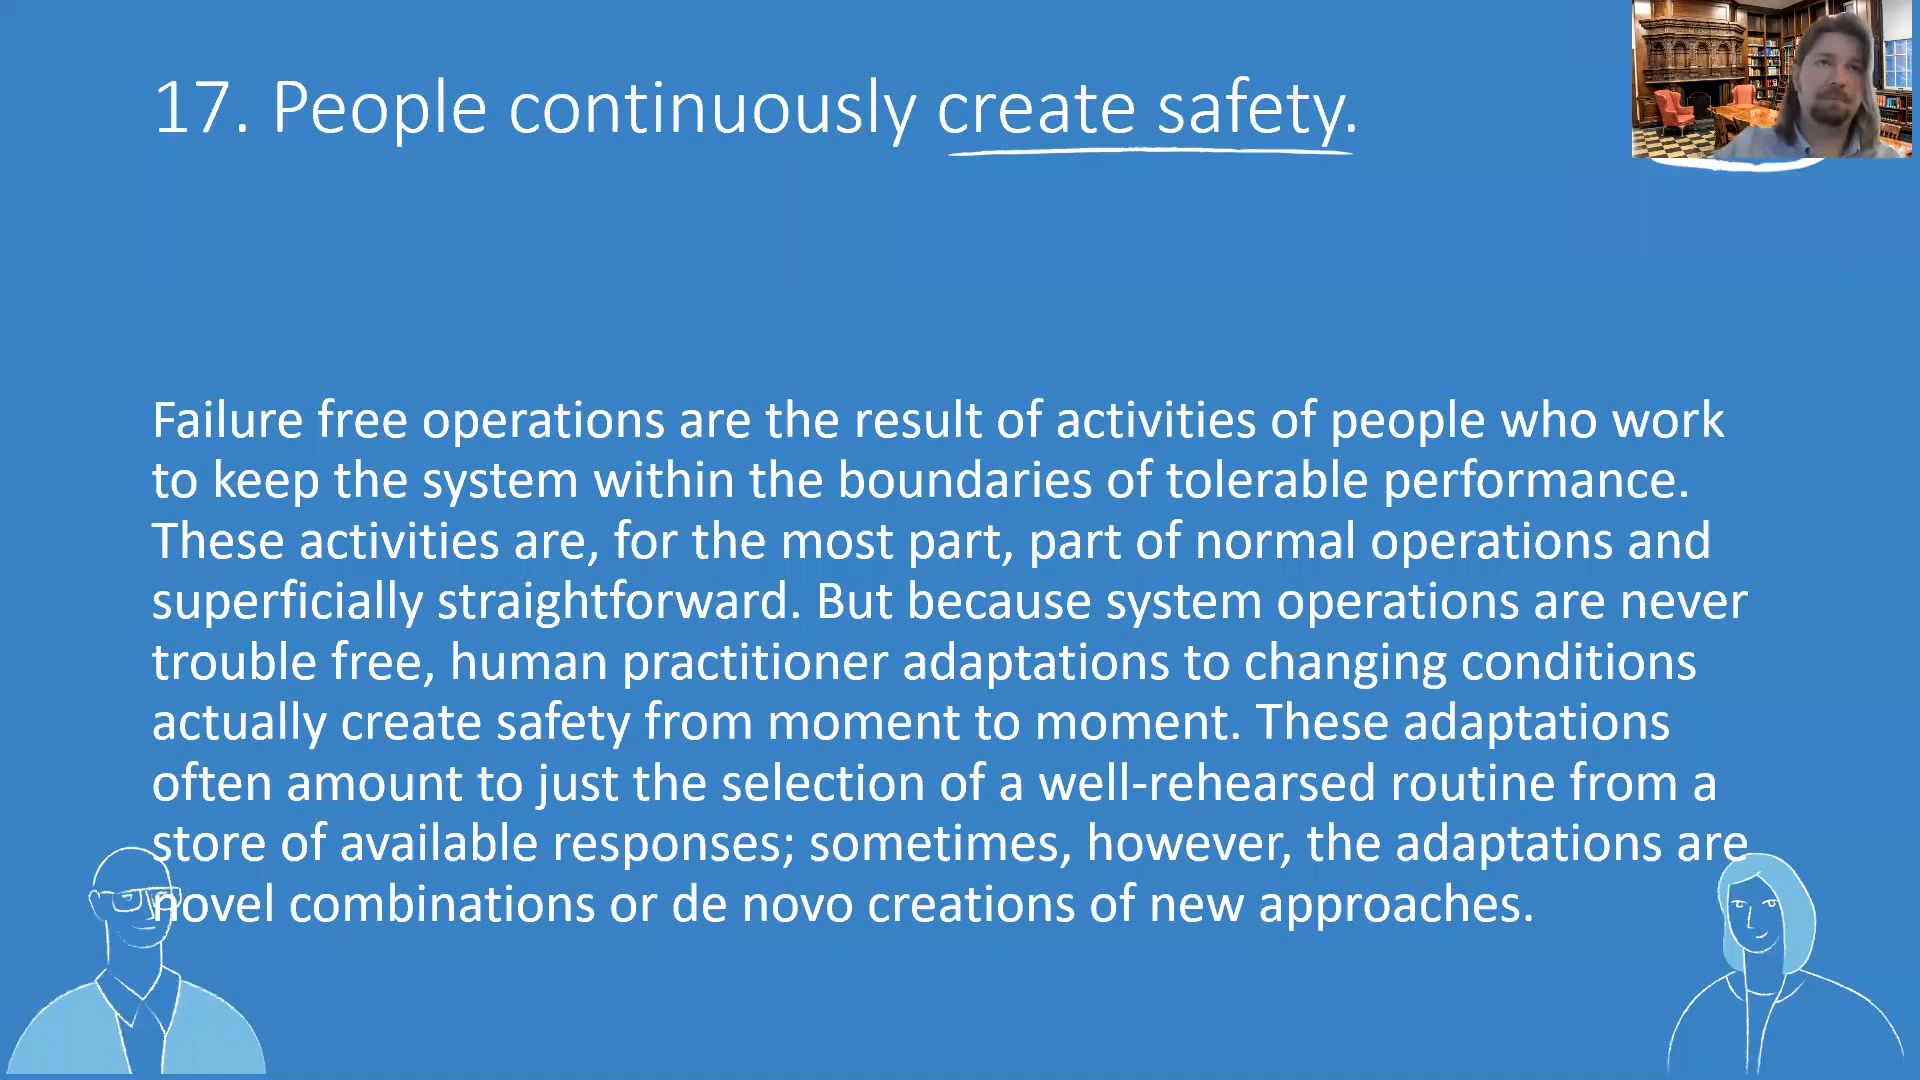 17. People continuously create safety.
Failure free operations are the result of activities of people who work
to keep the system within the boundaries of tolerable performance.
These activities are, for the most part, part of normal operations and
superficially straightforward. But because system operations are never
trouble free, human practitioner adaptations to changing conditions
actually create safety from moment to moment. These adaptations
often amount to just the selection of a well-rehearsed routine from a
store of available responses; sometimes, however, the adaptations are
novel combinations or de novo creations of new approaches.